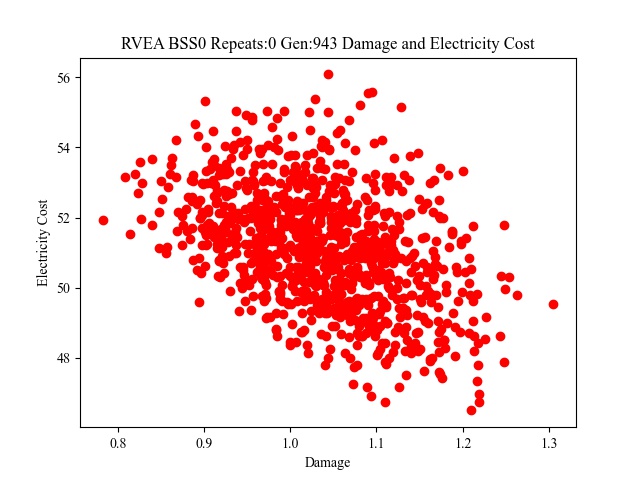 RVEA BSS0 Repeats:0 Gen:943 Damage and Electricity Cost
56
54
52
50
48
Electricity Cost
0.8 0.9 1.0 1.1 1.2 1.3
Damage